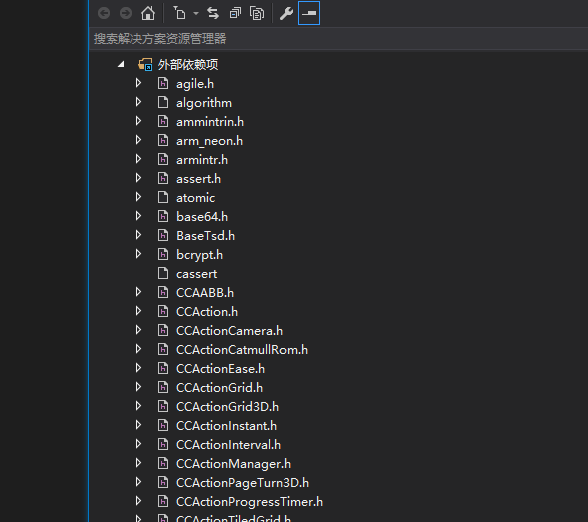 搜索解决方案资源管理器
外部依赖项
agile.h
algorithm
ammintrin.h
arm_neon.h
armintr.h
assert.h
atomic
base64.h
BaseTsd.h
bcrypt.h
cassert
CCAABB.h
CCAction.h
CCActionCamera.h
CCActionCatmullRom.h
CCActionEase.h
CCActionGrid.h
CCActionGrid3D.h
CCActionInstant.h
CCActionInterval.h
CCActionManager.h
CCActionPageTurn3D.h
CCActionProgressTimer.h
CCActionTiledGrid.h